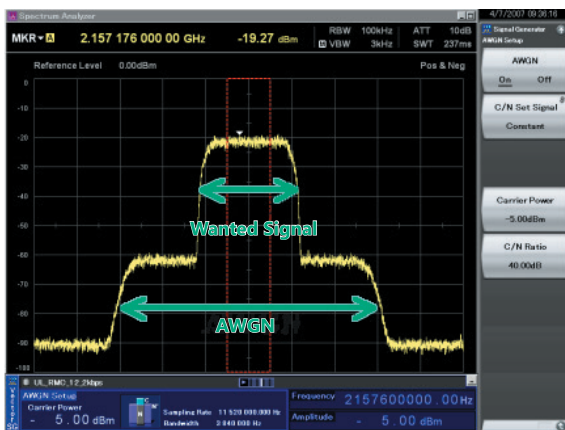 Spectrum Analyzer
4/7/2007 09:36:16
MKR 2.157 176 000 00 GHz -19.27 dBm
RBW 100kHz ATT 10dB
VBW 3kHz SWT 237ms
Signal Generator
AWGN Setup
Reference Level 0.00dBm Pos & Neg
AWGN
On Off
C/N Set Signal
Constant
Carrier Power
-5.00dBm
C/N Ratio
40.00dB
0
-10
-20
-30
-40
-50
-60
-70
-80
-90
-100
Wanted Signal
AWGN
UL_RMC_12_2kbps
Vector SG
AWGN Setup
Carrier Power
- 5.00 dBm
Sampling Rate 11 520 000.000 Hz
Bandwidth 3 840 000 Hz
Frequency 2157600000.00Hz
Amplitude - 5.00 dBm